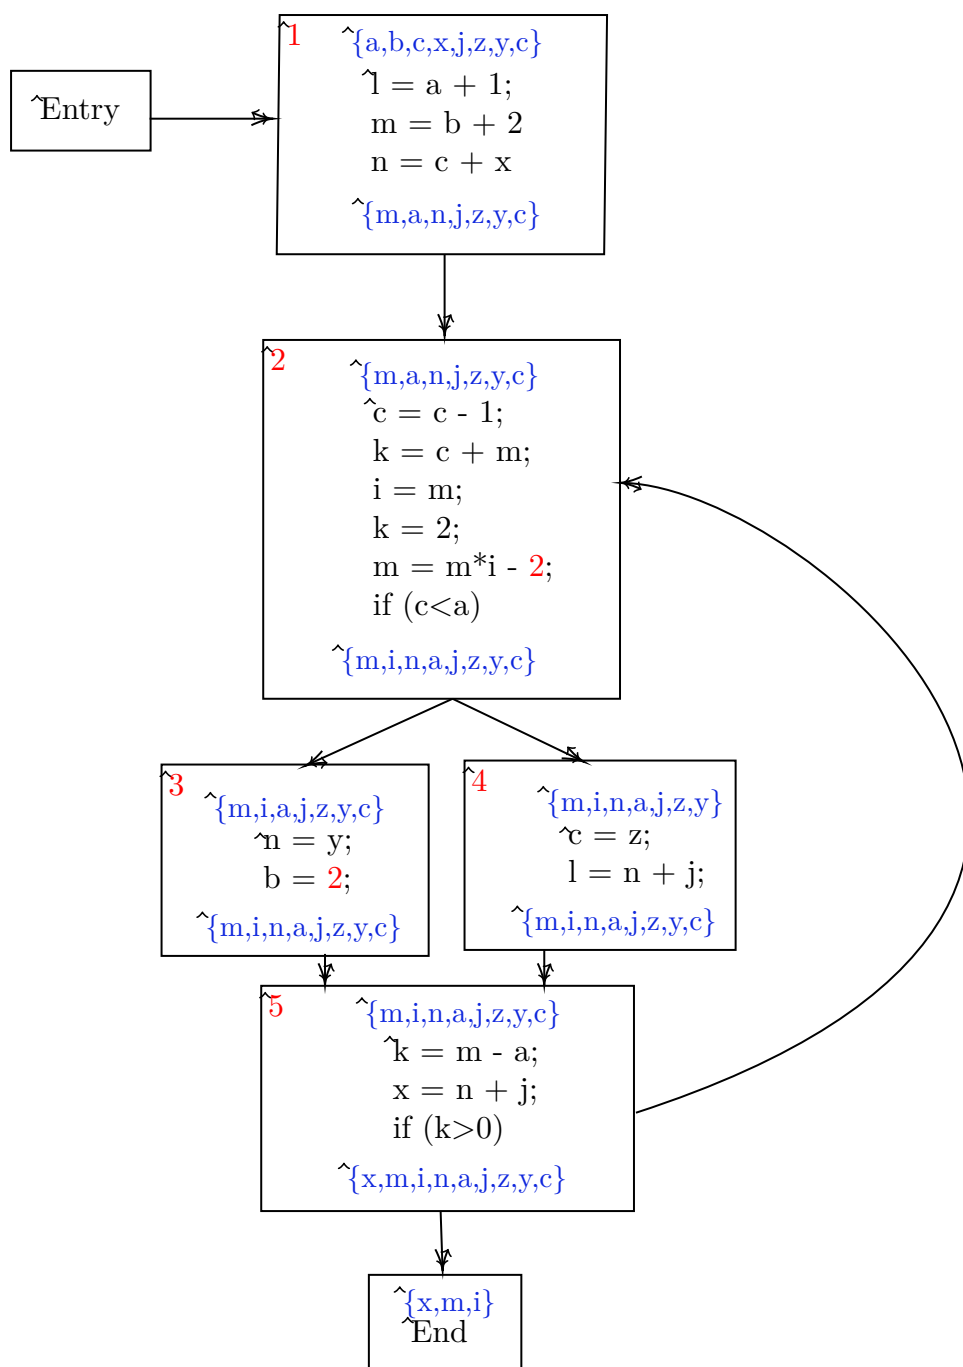 ^1
^{a,b,c,x,j,z,y,c}
^l = a + 1;
m = b + 2
n = c + x
^{m,a,n,j,z,y,c}
^Entry
^2
^{m,a,n,j,z,y,c}
^c = c - 1;
k = c + m;
i = m;
k = 2;
m = m*i - 2;
if (c<a)
^{m,i,n,a,j,z,y,c}
^3
^{m,i,a,j,z,y,c}
^n = y;
b = 2;
^{m,i,n,a,j,z,y,c}
^4
^{m,i,n,a,j,z,y}
^c = z;
l = n + j;
^{m,i,n,a,j,z,y,c}
^5
^{m,i,n,a,j,z,y,c}
^k = m - a;
x = n + j;
if (k>0)
^{x,m,i,n,a,j,z,y,c}
^{x,m,i}
^End